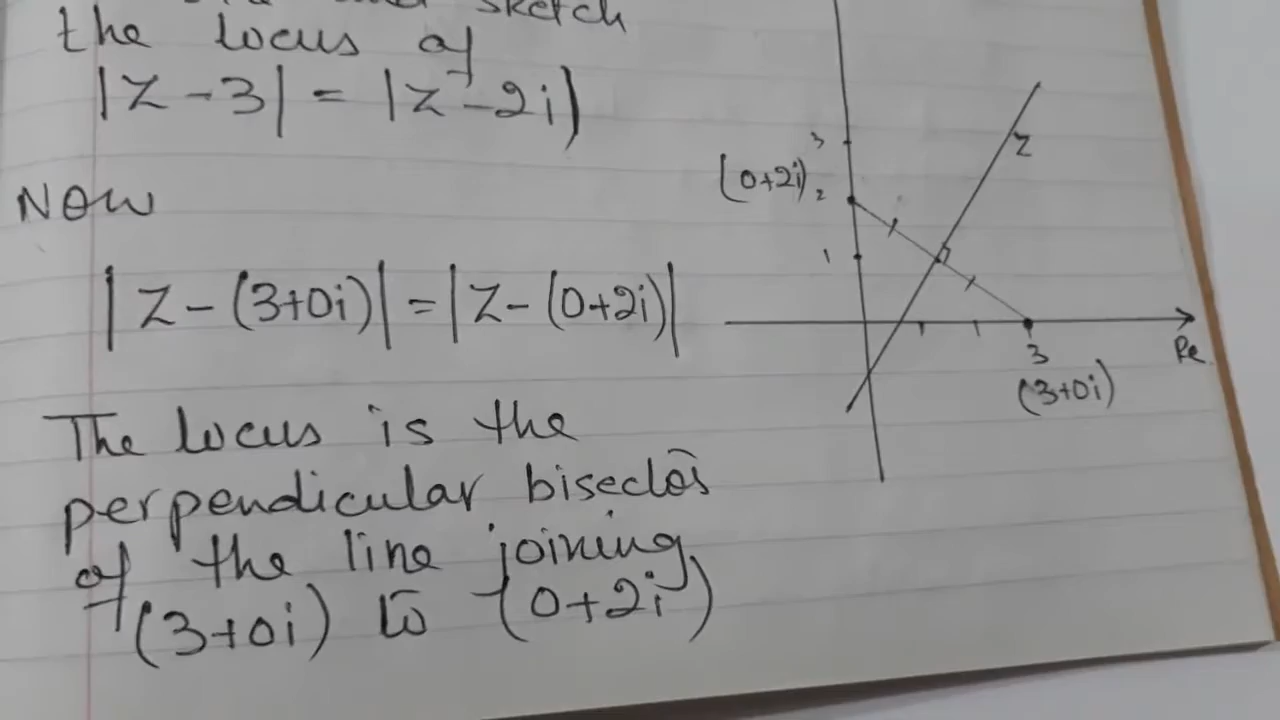 sketch
the locus of
|Z - 3| = |Z - 2i|
Now
|Z - (3+0i)| = |Z - (0+2i)|
The locus is the
perpendicular bisector
of the line joining
(3+0i) to (0+2i)
3
(0+2i) 2
1
Z
Re
3
(3+0i)